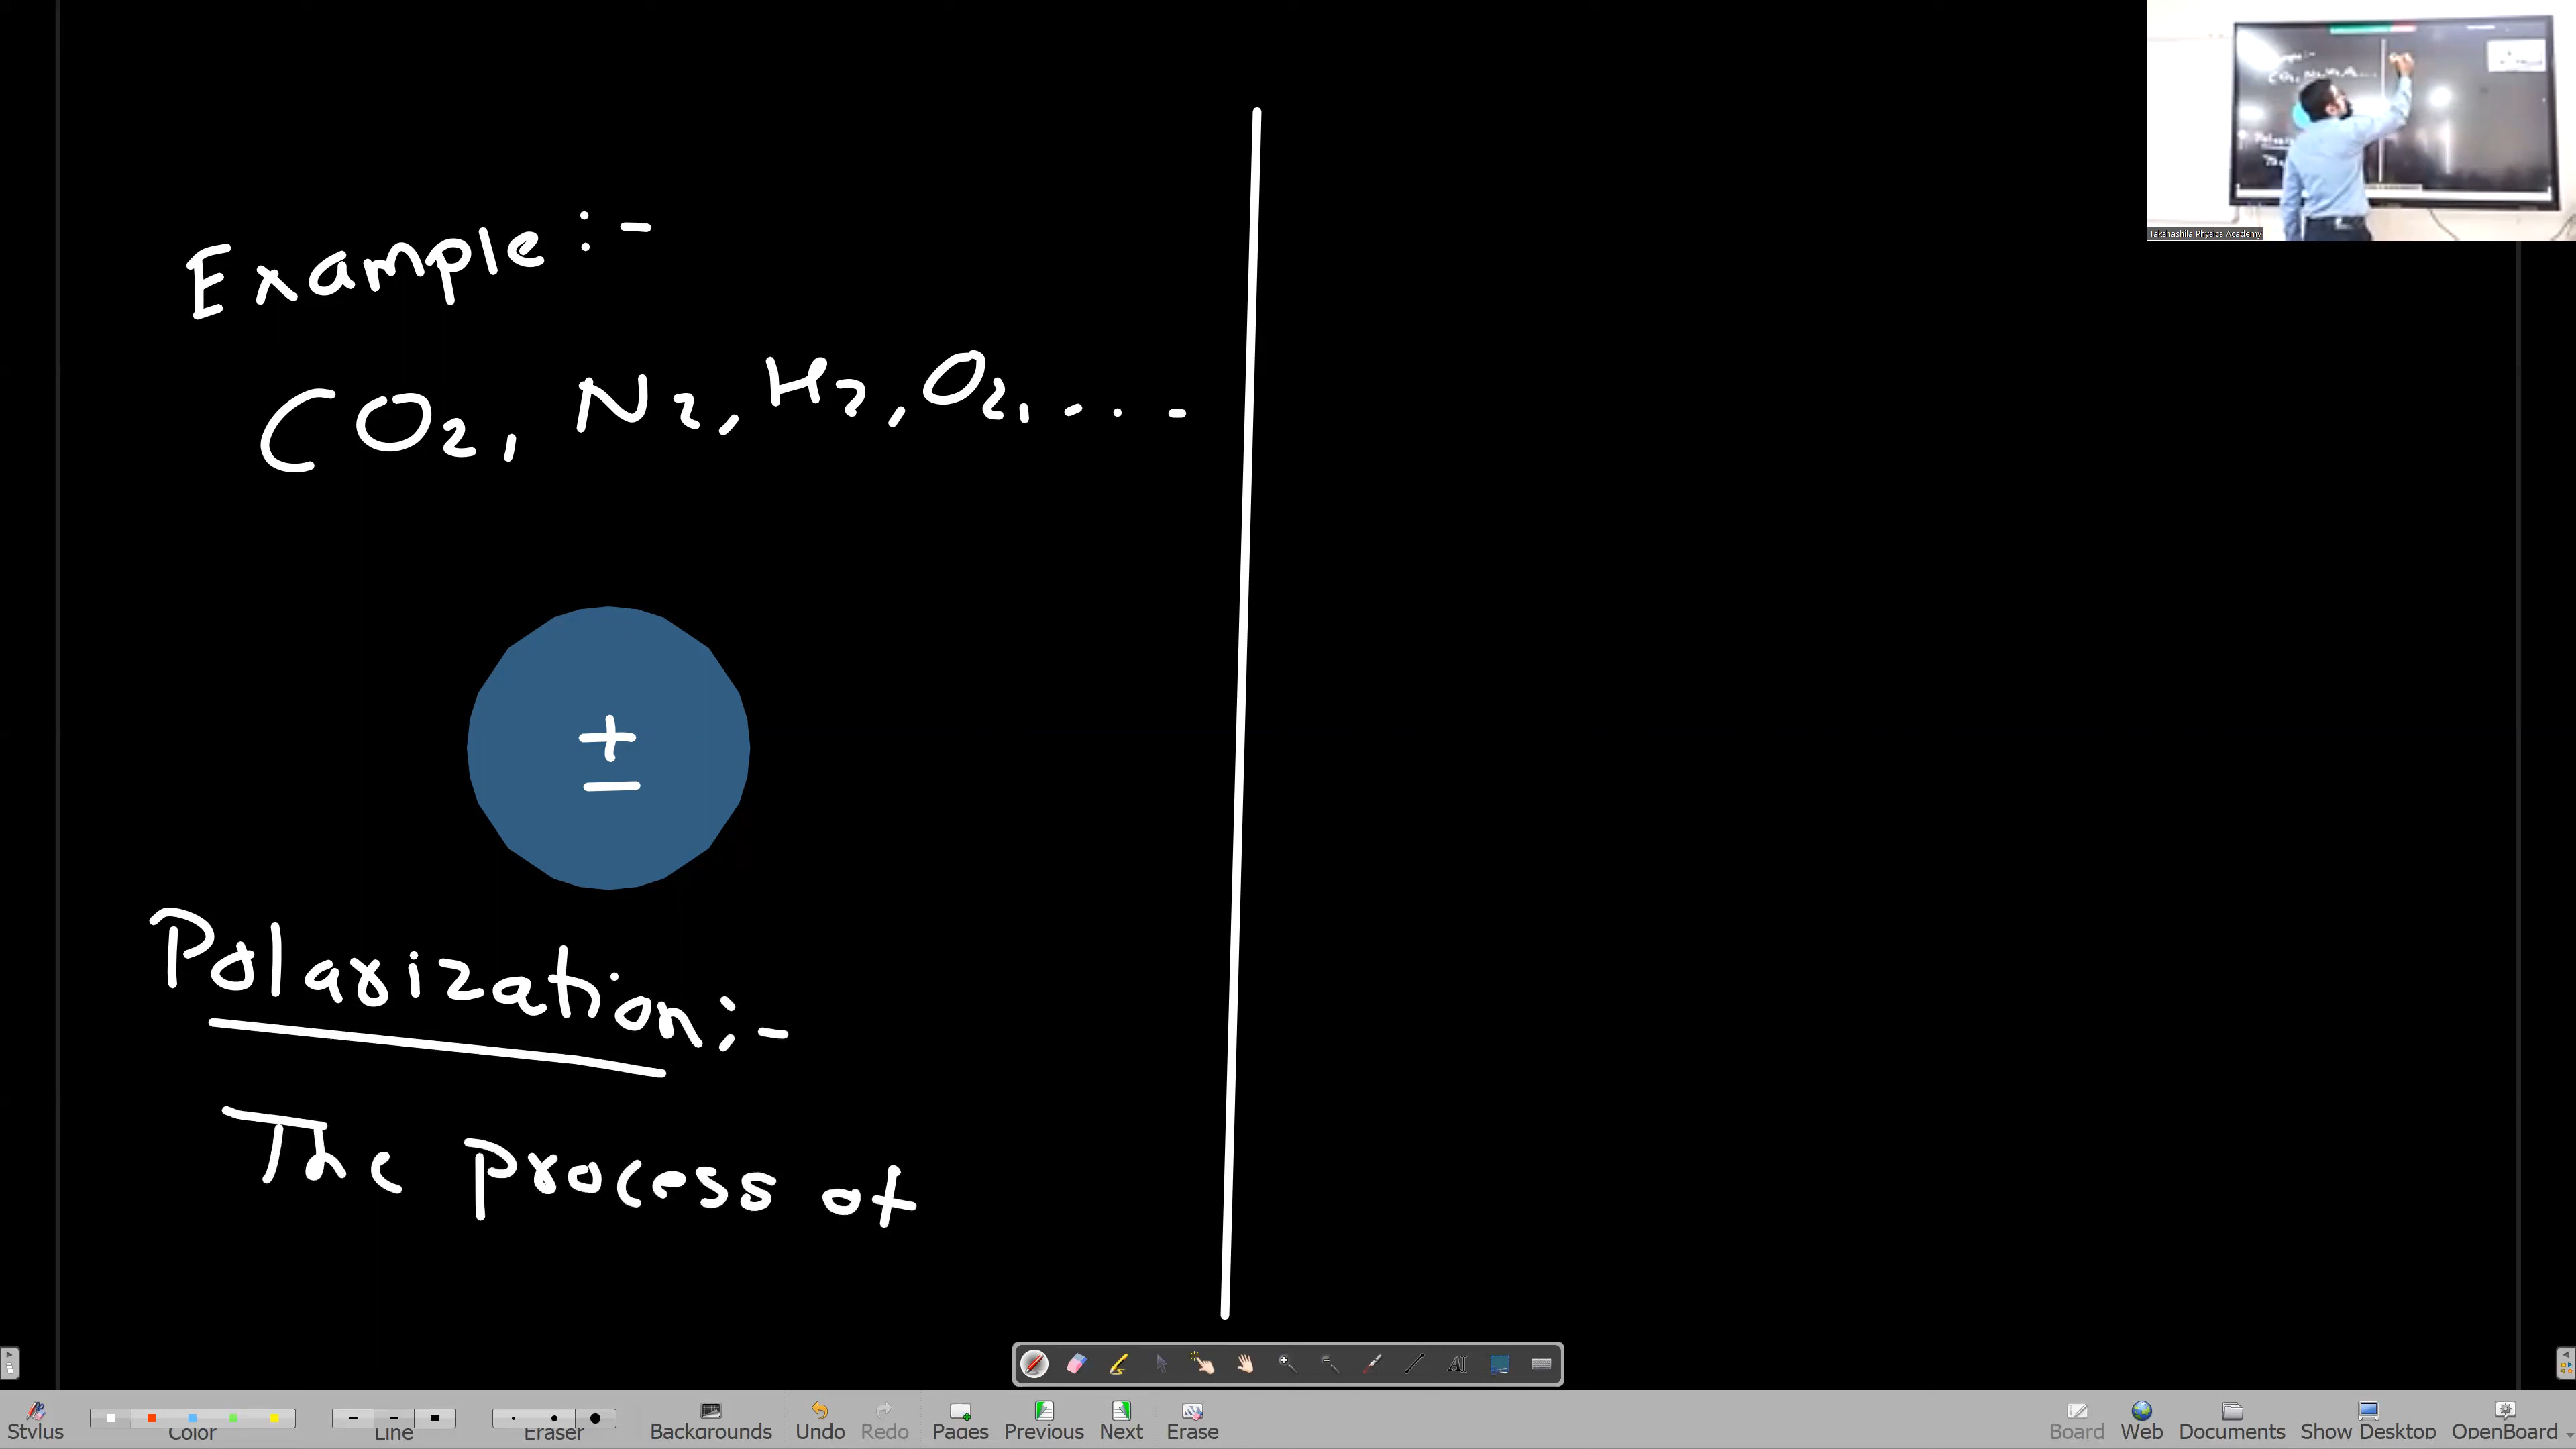 Example :-
CO2, N2, H2, O2, ....
+
-
Polarization :-
The process of
Takshashila Physics Academy
Stylus Color Line Eraser Backgrounds Undo Redo Pages Previous Next Erase Board Web Documents Show Desktop OpenBoard